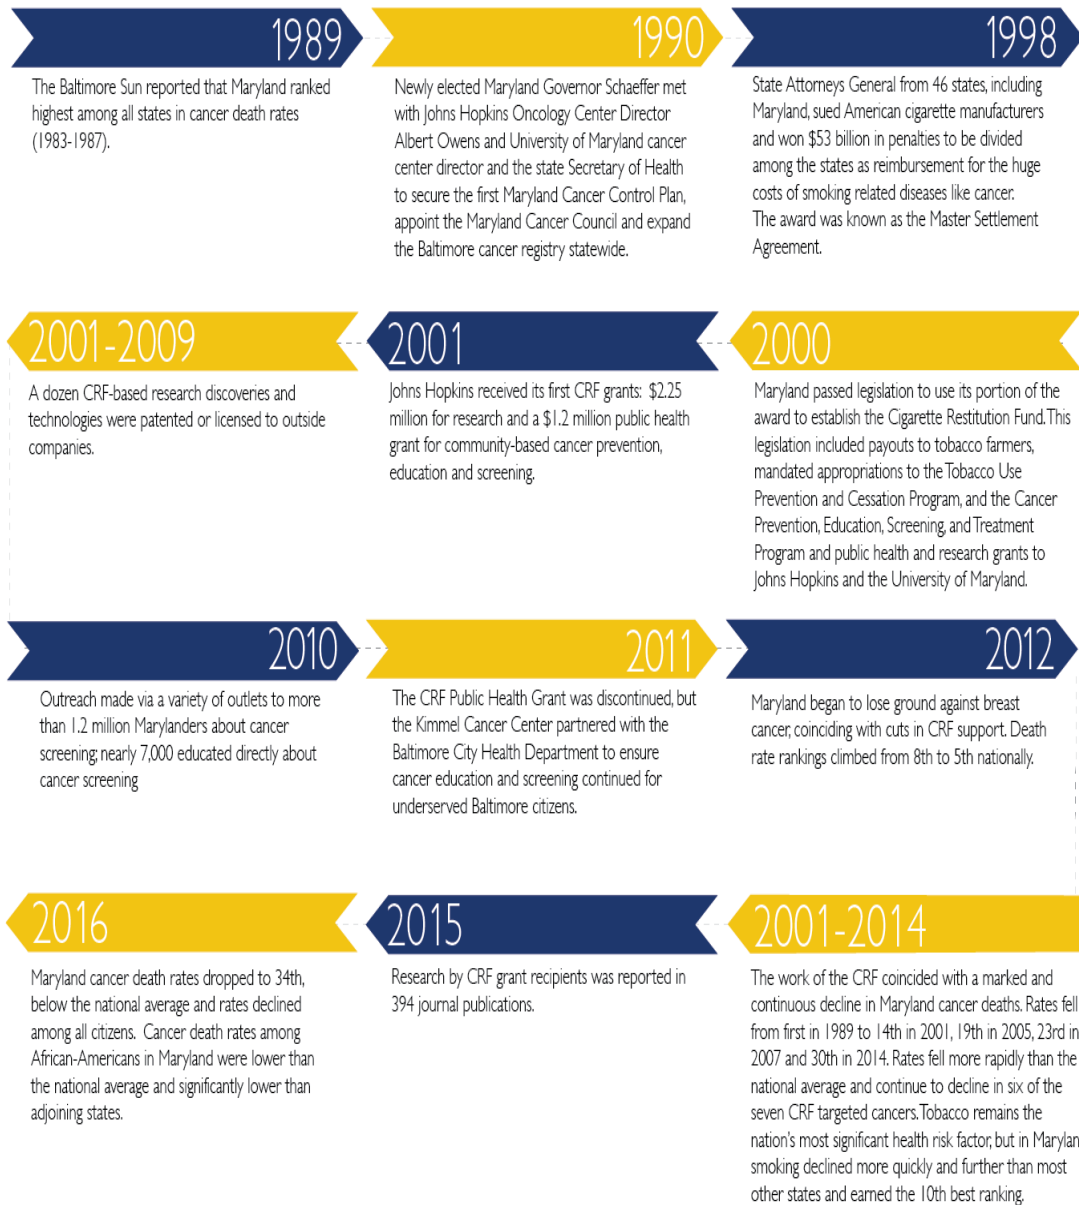 1989
The Baltimore Sun reported that Maryland ranked
highest among all states in cancer death rates
(1983-1987).
1990
Newly elected Maryland Governor Schaeffer met
with Johns Hopkins Oncology Center Director
Albert Owens and University of Maryland cancer
center director and the state Secretary of Health
to secure the first Maryland Cancer Control Plan,
appoint the Maryland Cancer Council and expand
the Baltimore cancer registry statewide.
1998
State Attorneys General from 46 states, including
Maryland, sued American cigarette manufacturers
and won $53 billion in penalties to be divided
among the states as reimbursement for the huge
costs of smoking related diseases like cancer.
The award was known as the Master Settlement
Agreement.
2000
Maryland passed legislation to use its portion of the
award to establish the Cigarette Restitution Fund. This
legislation included payouts to tobacco farmers,
mandated appropriations to the Tobacco Use
Prevention and Cessation Program, and the Cancer
Prevention, Education, Screening, and Treatment
Program and public health and research grants to
Johns Hopkins and the University of Maryland.
2001
Johns Hopkins received its first CRF grants: $2.25
million for research and a $1.2 million public health
grant for community-based cancer prevention,
education and screening.
2001-2009
A dozen CRF-based research discoveries and
technologies were patented or licensed to outside
companies.
2010
Outreach made via a variety of outlets to more
than 1.2 million Marylanders about cancer
screening; nearly 7,000 educated directly about
cancer screening
2011
The CRF Public Health Grant was discontinued, but
the Kimmel Cancer Center partnered with the
Baltimore City Health Department to ensure
cancer education and screening continued for
underserved Baltimore citizens.
2012
Maryland began to lose ground against breast
cancer, coinciding with cuts in CRF support. Death
rate rankings climbed from 8th to 5th nationally.
2001-2014
The work of the CRF coincided with a marked and
continuous decline in Maryland cancer deaths. Rates fell
from first in 1989 to 14th in 2001, 19th in 2005, 23rd in
2007 and 30th in 2014. Rates fell more rapidly than the
national average and continue to decline in six of the
seven CRF targeted cancers. Tobacco remains the
nation's most significant health risk factor, but in Marylan
smoking declined more quickly and further than most
other states and earned the 10th best ranking.
2015
Research by CRF grant recipients was reported in
394 journal publications.
2016
Maryland cancer death rates dropped to 34th,
below the national average and rates declined
among all citizens. Cancer death rates among
African-Americans in Maryland were lower than
the national average and significantly lower than
adjoining states.